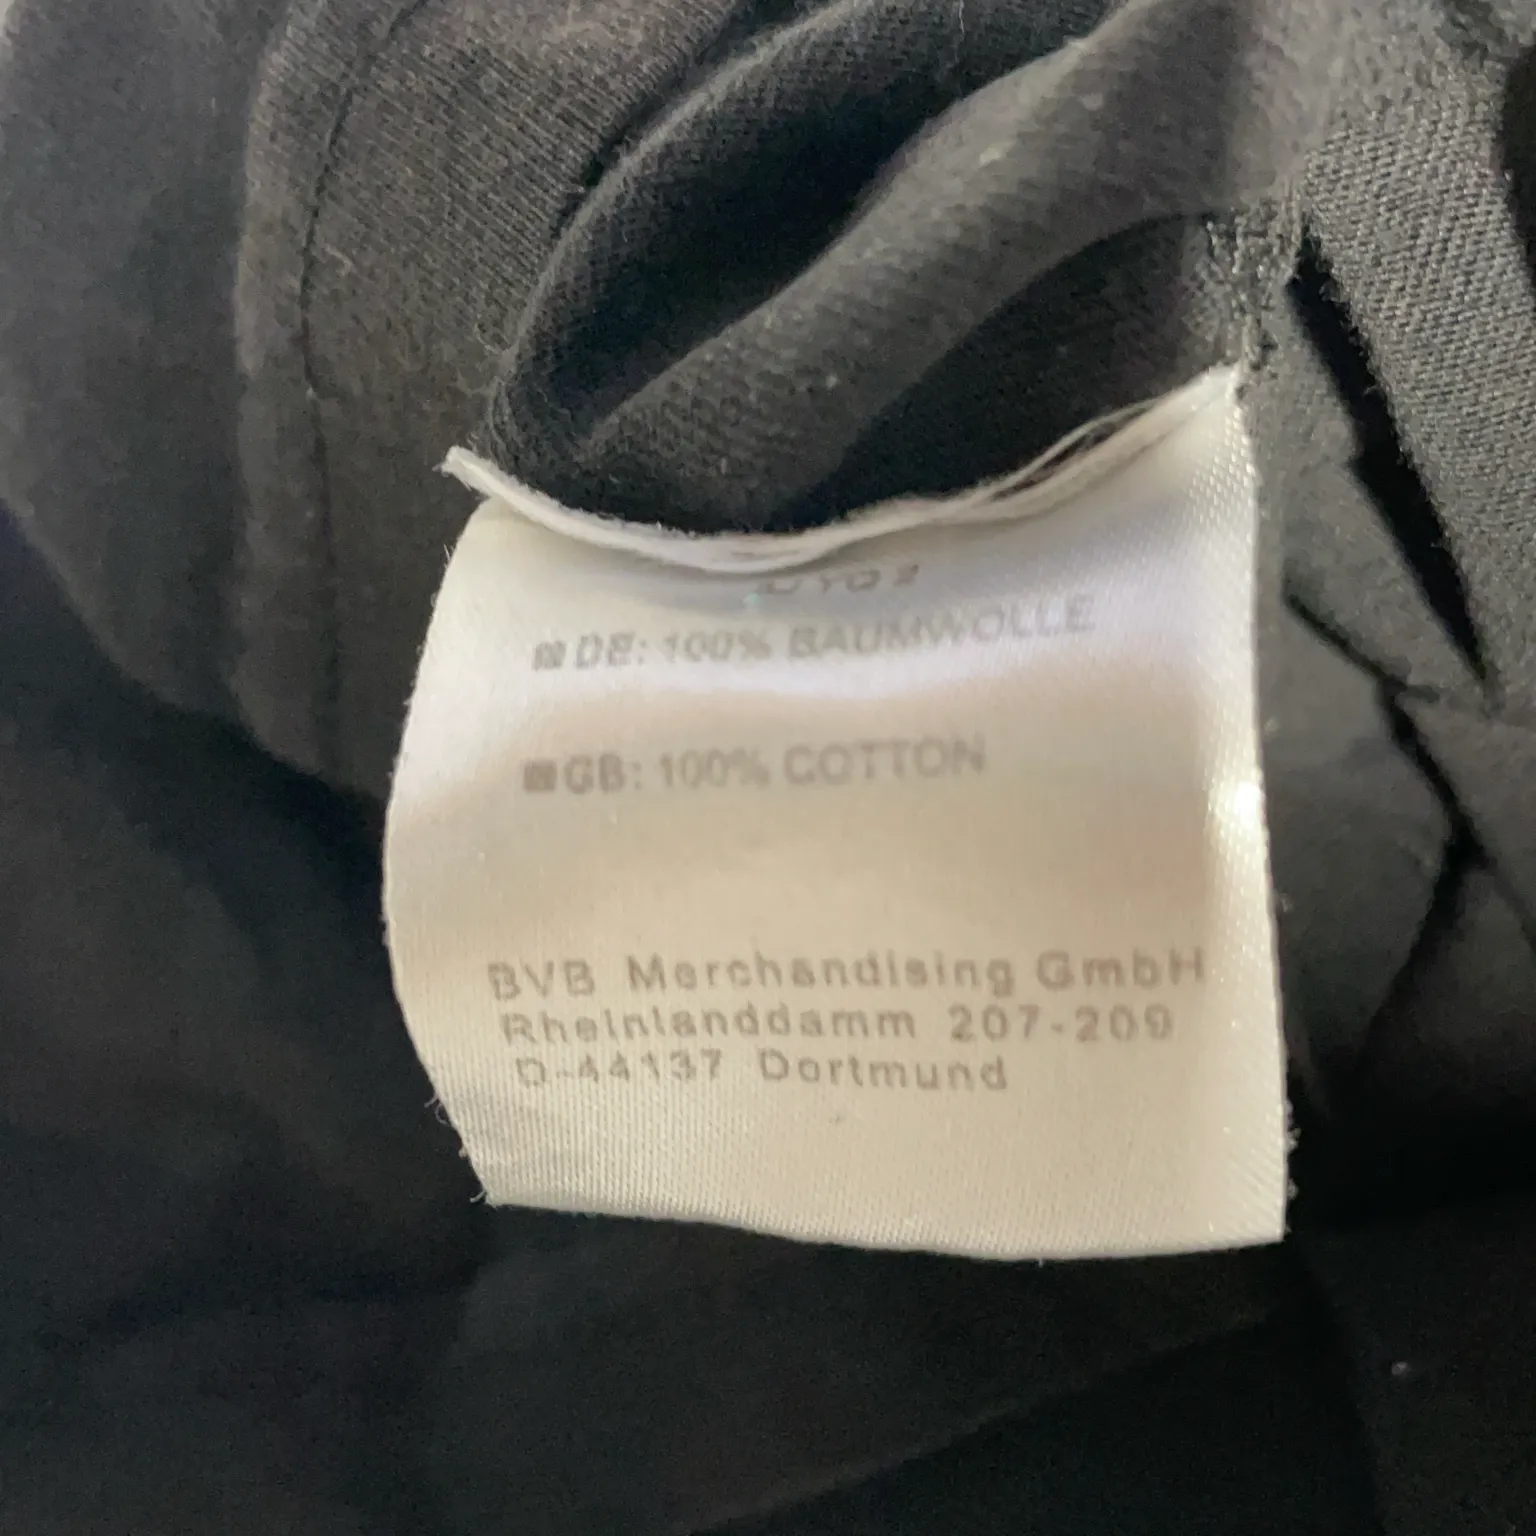 DE: 100% BAUMWOLLE
GB: 100% COTTON
BVB Merchandising GmbH
Rheinlanddamm 207-209
D-44137 Dortmund